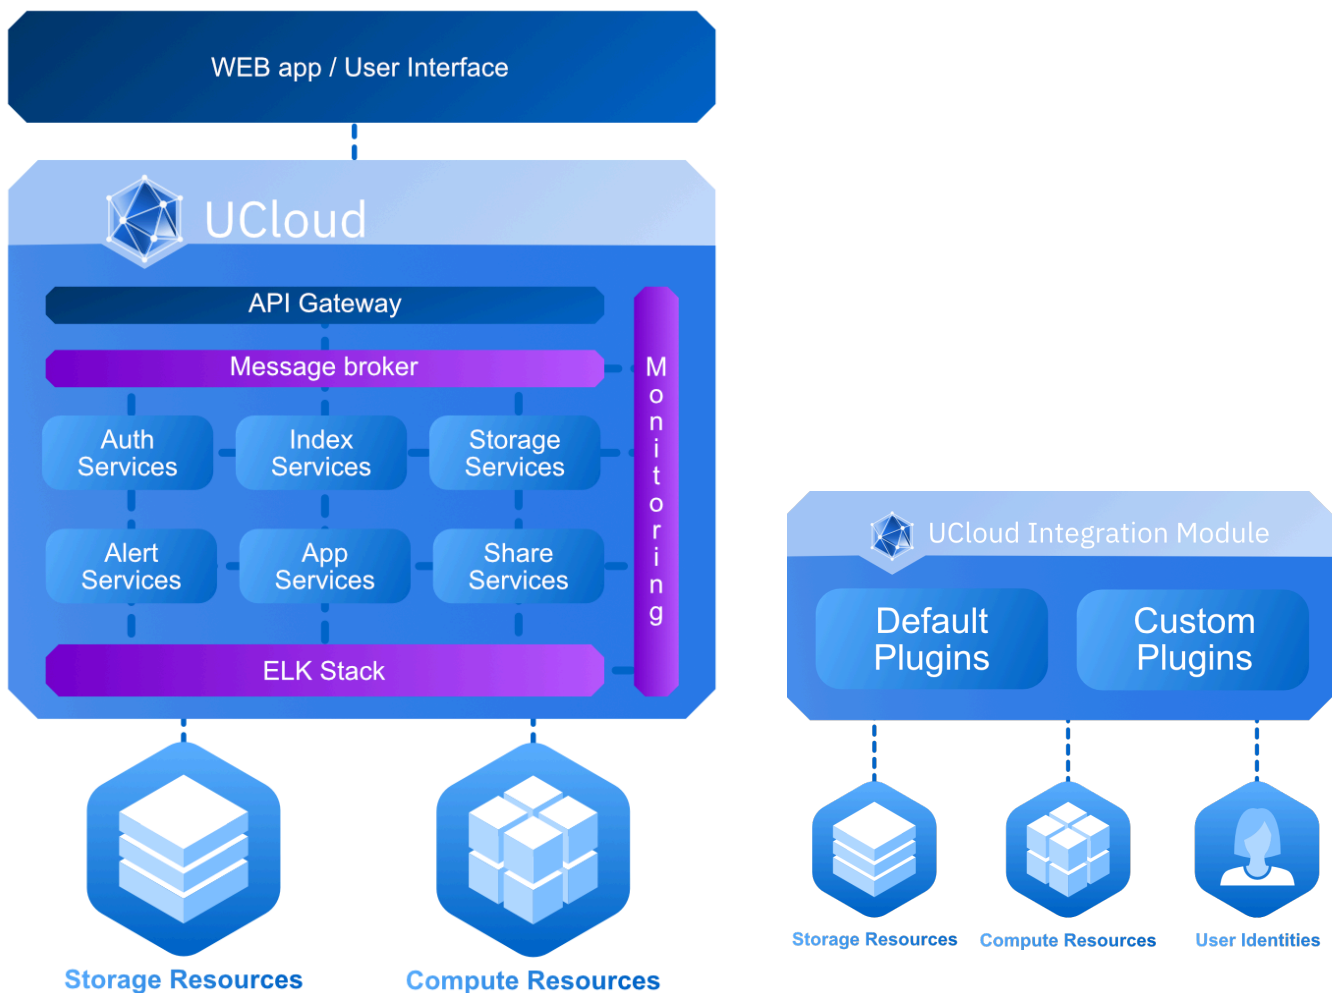 WEB app / User Interface
UCloud
API Gateway
Message broker
Monitoring
Auth
Services
Index
Services
Storage
Services
Alert
Services
App
Services
Share
Services
ELK Stack
Storage Resources
Compute Resources
UCloud Integration Module
Default
Plugins
Custom
Plugins
Storage Resources
Compute Resources
User Identities